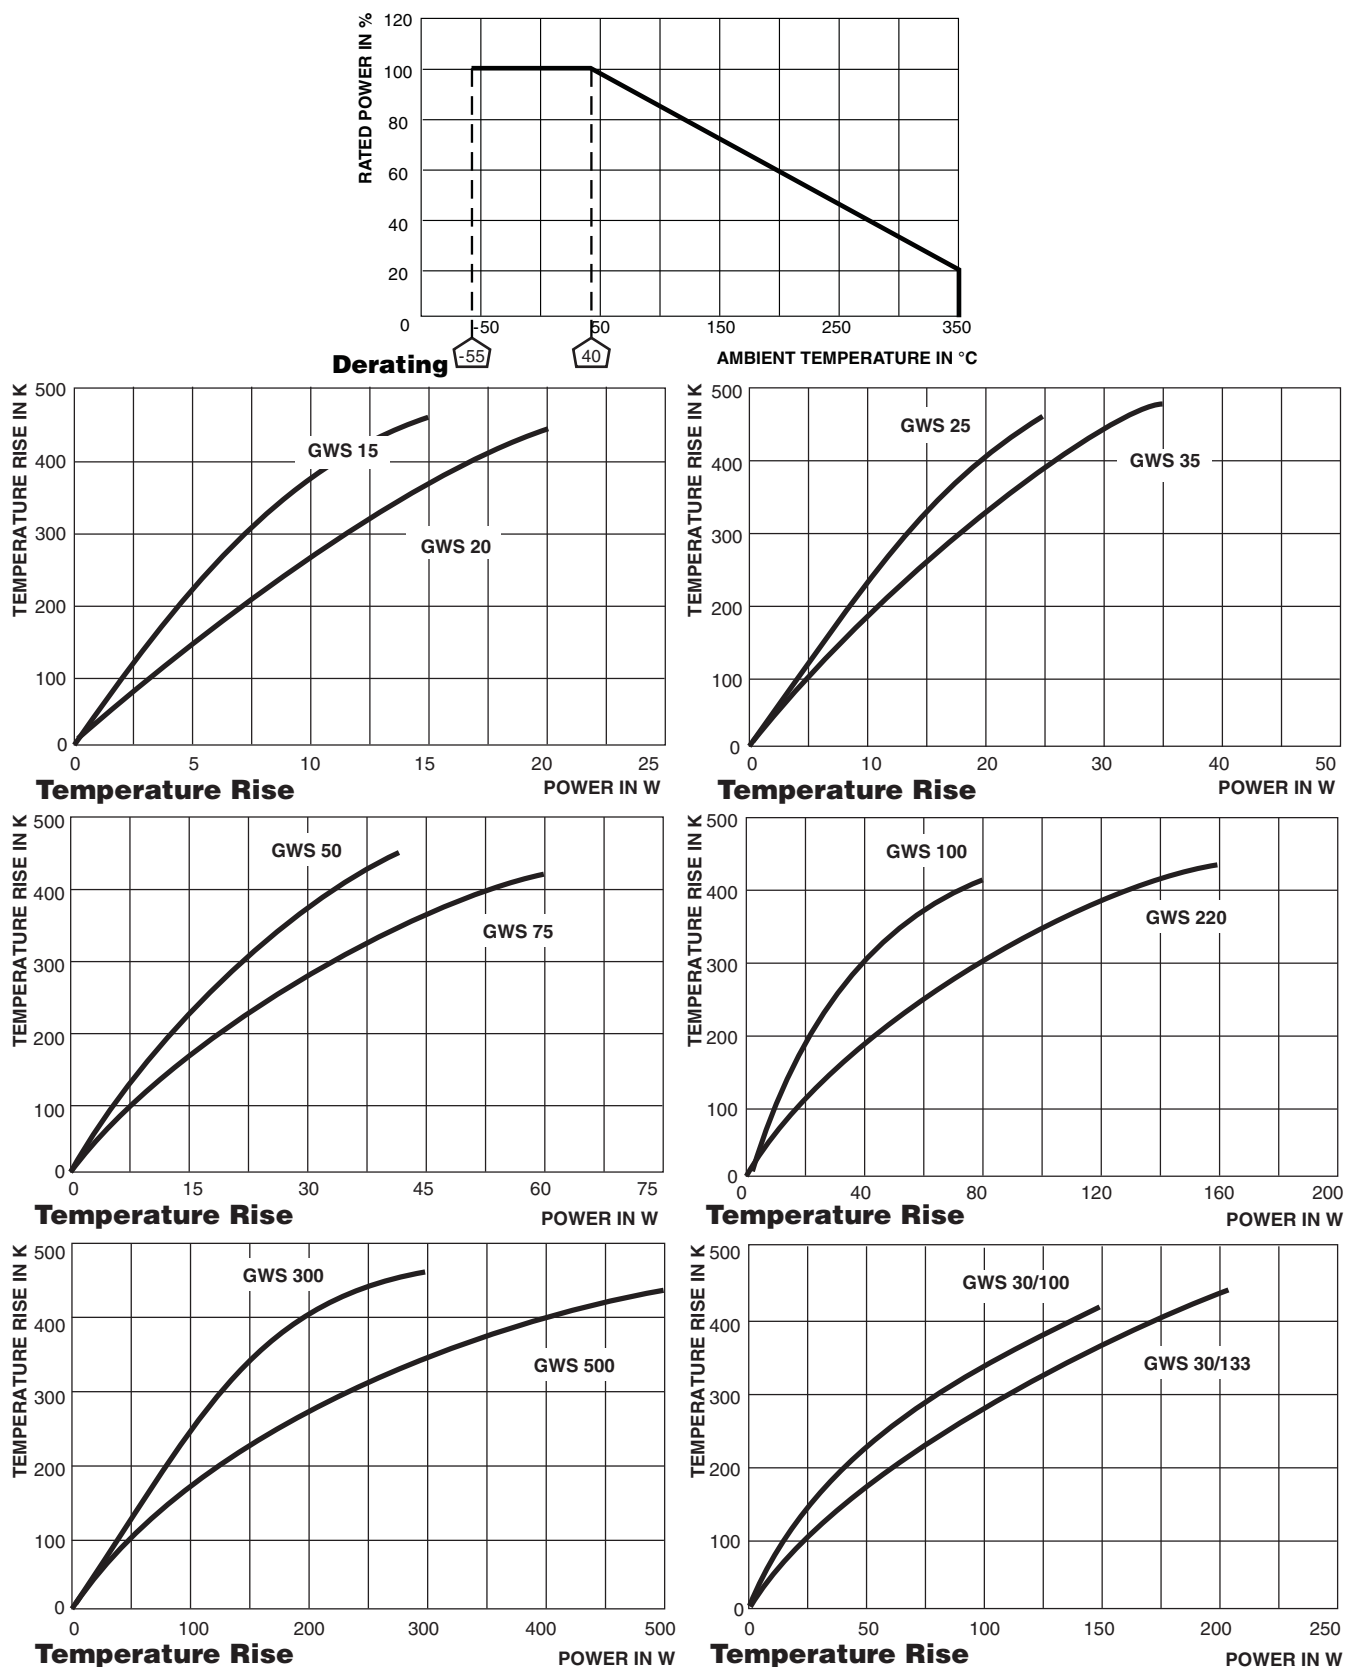 RATED POWER IN %
120
100
80
60
40
20
0
-50
50
150
250
350
-55
40
Derating
AMBIENT TEMPERATURE IN °C
TEMPERATURE RISE IN K
500
400
300
200
100
0
GWS 15
GWS 20
0 5 10 15 20 25
Temperature Rise
POWER IN W
TEMPERATURE RISE IN K
500
400
300
200
100
0
GWS 25
GWS 35
0 10 20 30 40 50
Temperature Rise
POWER IN W
TEMPERATURE RISE IN K
500
400
300
200
100
0
GWS 50
GWS 75
0 15 30 45 60 75
Temperature Rise
POWER IN W
TEMPERATURE RISE IN K
500
400
300
200
100
0
GWS 100
GWS 220
0 40 80 120 160 200
Temperature Rise
POWER IN W
TEMPERATURE RISE IN K
500
400
300
200
100
0
GWS 300
GWS 500
0 100 200 300 400 500
Temperature Rise
POWER IN W
TEMPERATURE RISE IN K
500
400
300
200
100
0
GWS 30/100
GWS 30/133
0 50 100 150 200 250
Temperature Rise
POWER IN W